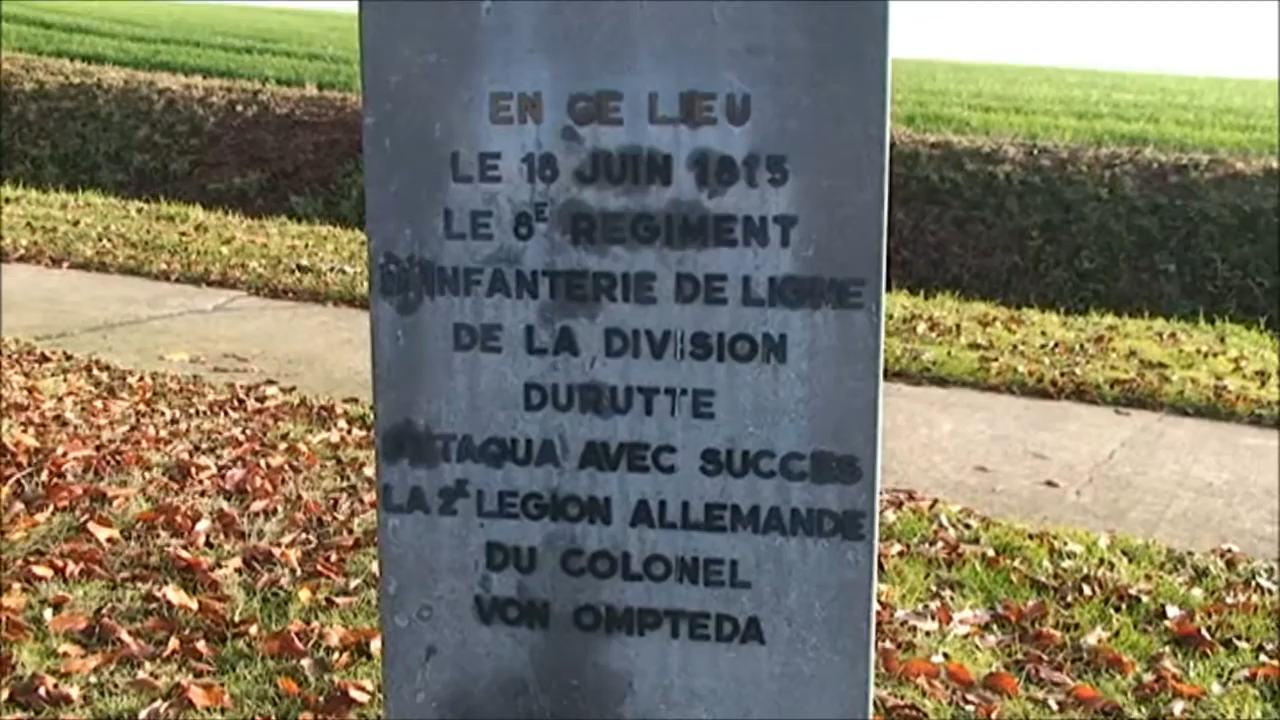 EN CE LIEU
LE 18 JUIN 1815
LE 8E REGIMENT
D'INFANTERIE DE LIGNE
DE LA DIVISION
DURUTTE
ATTAQUA AVEC SUCCES
LA 2E LEGION ALLEMANDE
DU COLONEL
VON OMPTEDA